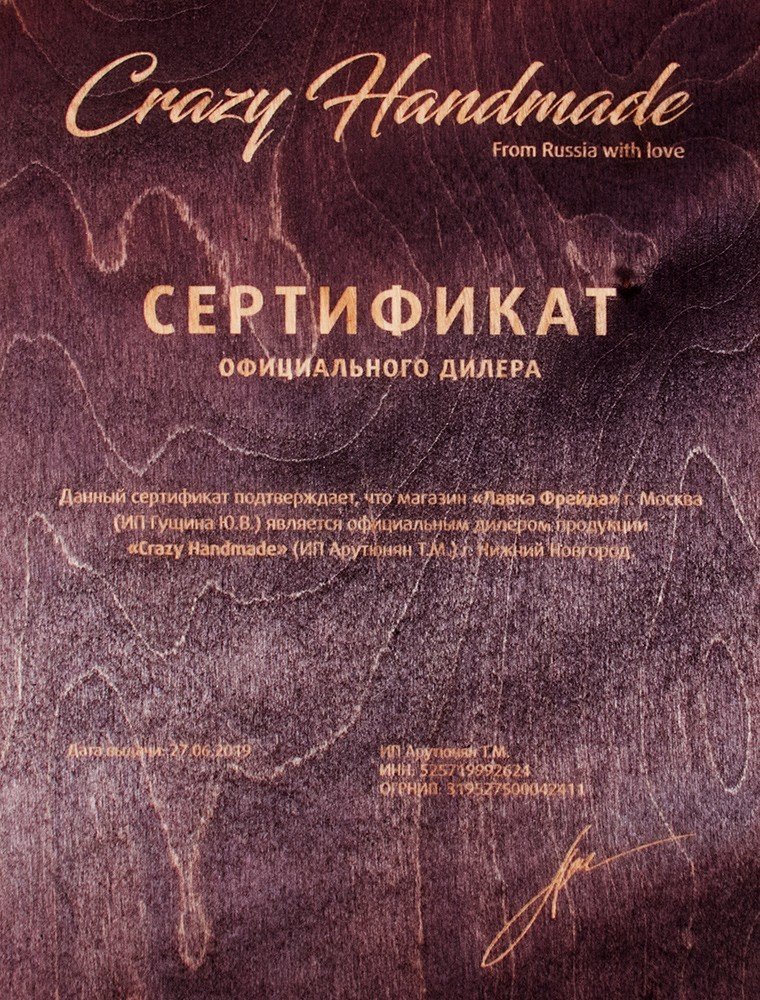 Crazy Handmade
From Russia with love
СЕРТИФИКАТ
ОФИЦИАЛЬНОГО ДИЛЕРА
Данный сертификат подтверждает, что магазин «Лавка Фрейда» г. Москва
(ИП Гущина Ю.В.) является официальным дилером продукции
«Crazy Handmade» (ИП Арутюнян Т.М.) г. Нижний Новгород.
Дата выдачи: 27.06.2019
ИП Арутюнян Т.М.
ИНН: 525719992624
ОГРНИП: 319527500042411